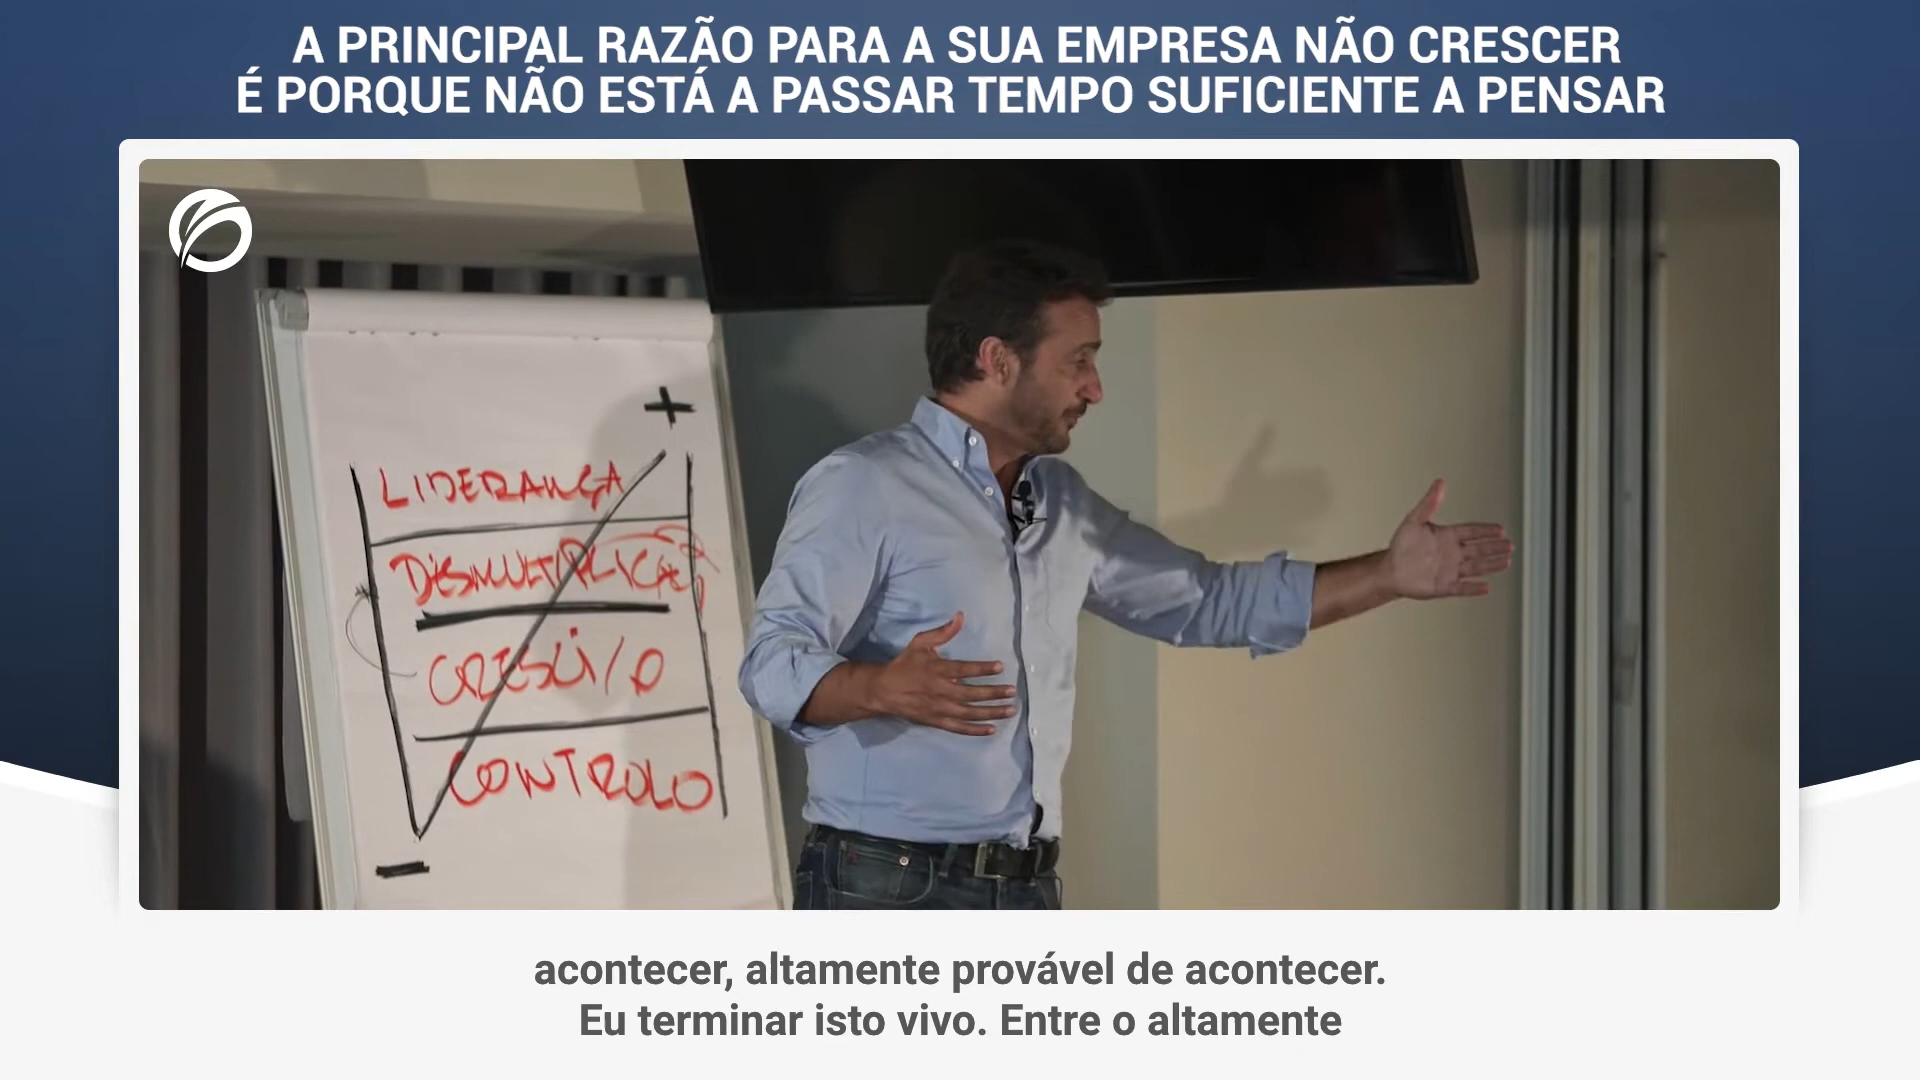 A PRINCIPAL RAZÃO PARA A SUA EMPRESA NÃO CRESCER
É PORQUE NÃO ESTÁ A PASSAR TEMPO SUFICIENTE A PENSAR
+
LIDERANÇA
DESMULTIPLICAÇÃO
CRESCI/O
CONTROLO
-
acontecer, altamente provável de acontecer.
Eu terminar isto vivo. Entre o altamente